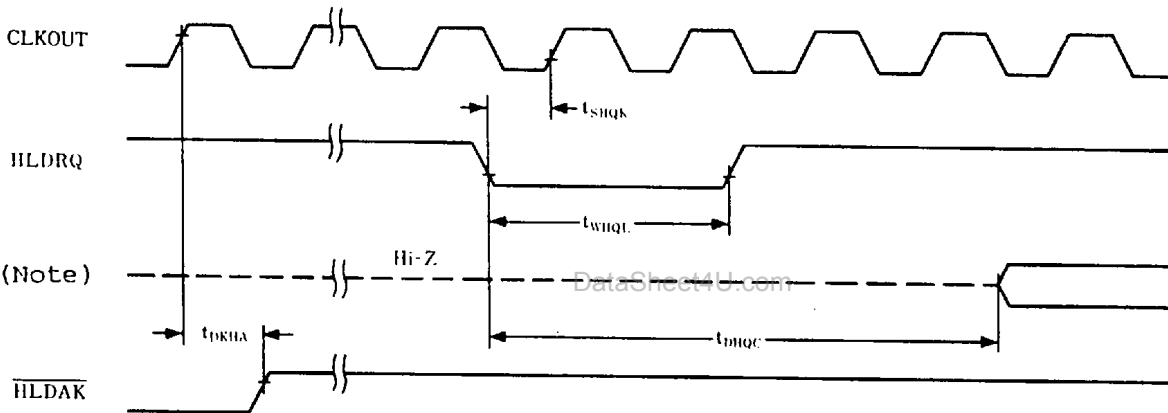 CLKOUT
tSHQK
HLDRQ
tWHQL
(Note)
Hi-Z
DataSheet4U.com
tDHQC
tDKHA
HLDAK